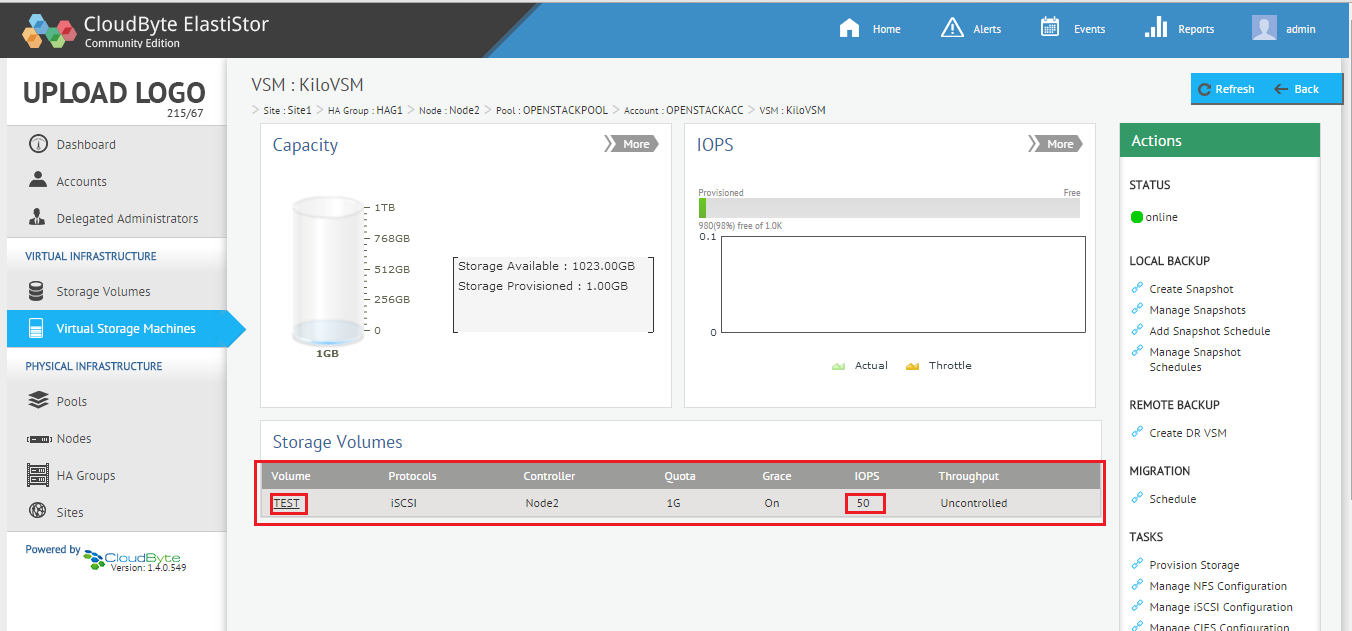 CloudByte ElastiStor
Community Edition
Home
Alerts
Events
Reports
admin
UPLOAD LOGO
215/67
Dashboard
Accounts
Delegated Administrators
VIRTUAL INFRASTRUCTURE
Storage Volumes
Virtual Storage Machines
PHYSICAL INFRASTRUCTURE
Pools
Nodes
HA Groups
Sites
Powered by CloudByte
Version: 1.4.0.549
VSM : KiloVSM
> Site : Site1 > HA Group : HAG1 > Node : Node2 > Pool : OPENSTACKPOOL > Account : OPENSTACKACC > VSM : KiloVSM
Refresh Back
Capacity
More
1TB
768GB
512GB
256GB
0
1GB
Storage Available : 1023.00GB
Storage Provisioned : 1.00GB
IOPS
More
Provisioned Free
980(98%) free of 1.0K
0.1
0
Actual Throttle
Storage Volumes
Volume Protocols Controller Quota Grace IOPS Throughput
TEST iSCSI Node2 1G On 50 Uncontrolled
Actions
STATUS
online
LOCAL BACKUP
Create Snapshot
Manage Snapshots
Add Snapshot Schedule
Manage Snapshot
Schedules
REMOTE BACKUP
Create DR VSM
MIGRATION
Schedule
TASKS
Provision Storage
Manage NFS Configuration
Manage iSCSI Configuration
Manage CIFS Configuration